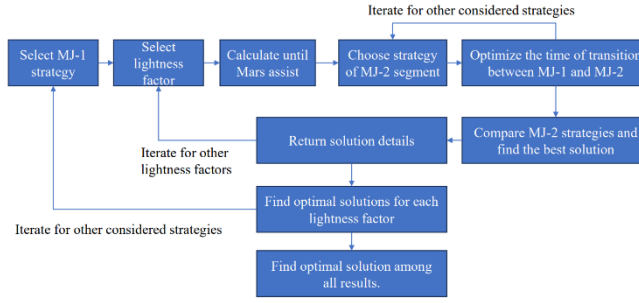 Iterate for other considered strategies
Select MJ-1
strategy
Select
lightness
factor
Calculate until
Mars assist
Choose strategy
of MJ-2 segment
Optimize the time of transition
between MJ-1 and MJ-2
Return solution details
Compare MJ-2 strategies and
find the best solution
Iterate for other
lightness factors
Find optimal solutions for each
lightness factor
Iterate for other considered strategies
Find optimal solution among
all results.